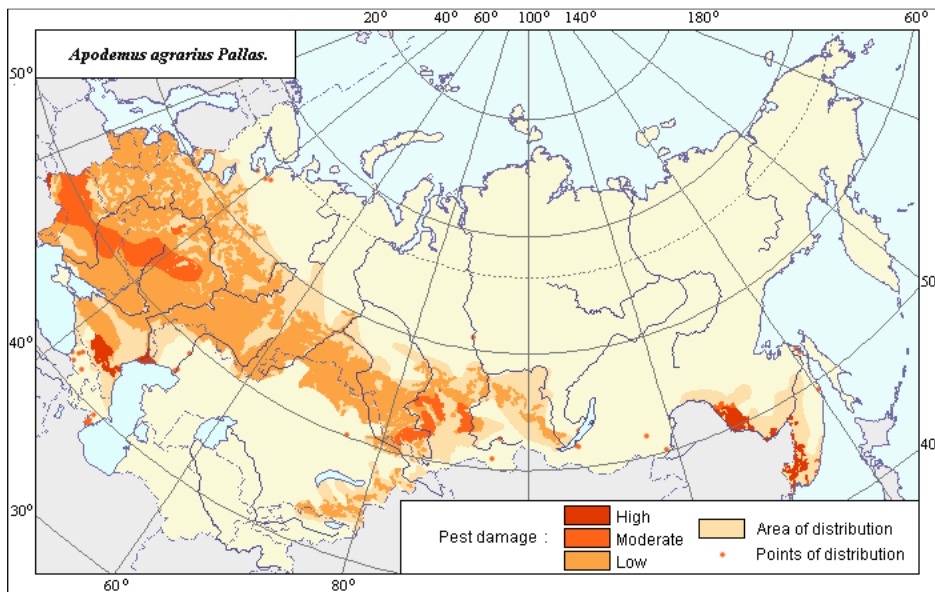 20° 40° 60° 100° 140° 180° 60°
Apodemus agrarius Pallas.
50°
50
40°
40
30°
60° 80°
Pest damage :
High
Moderate
Low
Area of distribution
Points of distribution